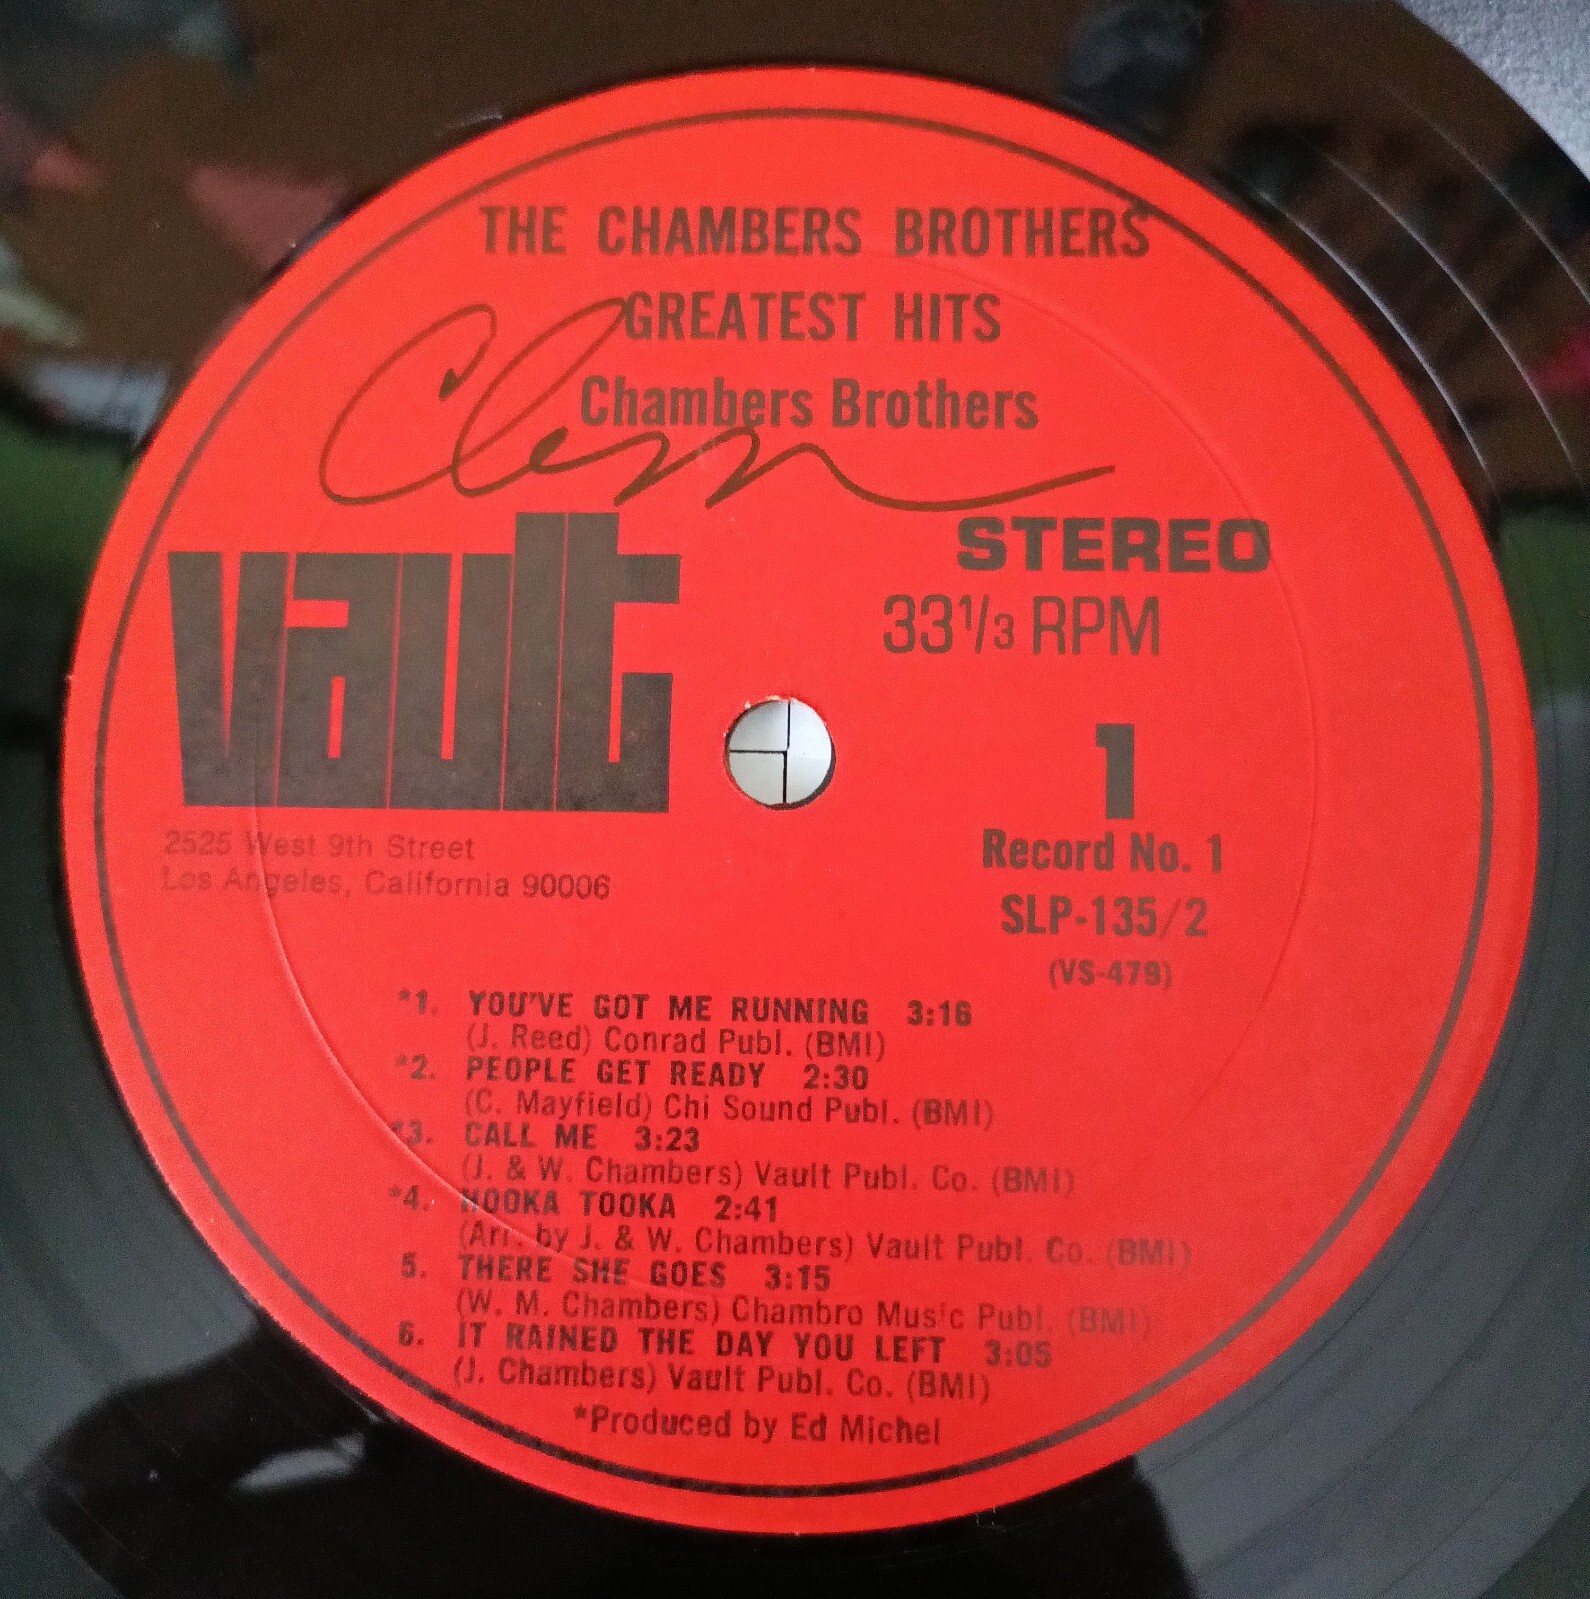 THE CHAMBERS BROTHERS
GREATEST HITS
Chambers Brothers
Clem
vault
STEREO
33 1/3 RPM
1
2525 West 9th Street
Los Angeles, California 90006
Record No. 1
SLP-135/2
(VS-479)
*1. YOU'VE GOT ME RUNNING 3:16
(J. Reed) Conrad Publ. (BMI)
*2. PEOPLE GET READY 2:30
(C. Mayfield) Chi Sound Publ. (BMI)
*3. CALL ME 3:23
(J. & W. Chambers) Vault Publ. Co. (BMI)
*4. HOOKA TOOKA 2:41
(Arr. by J. & W. Chambers) Vault Publ. Co. (BMI)
5. THERE SHE GOES 3:15
(W. M. Chambers) Chambro Music Publ. (BMI)
6. IT RAINED THE DAY YOU LEFT 3:05
(J. Chambers) Vault Publ. Co. (BMI)
*Produced by Ed Michel